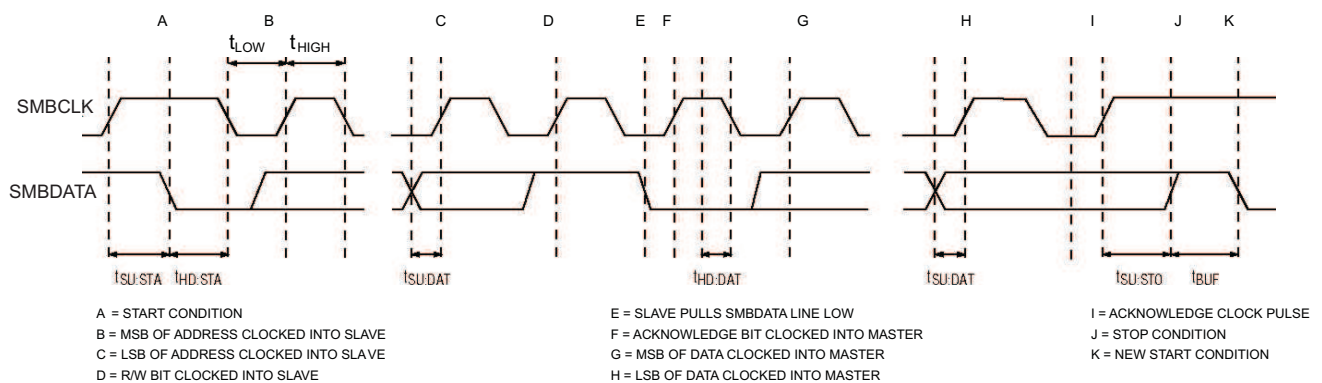 A B C D E F G H I J K
tLOW tHIGH
SMBCLK
SMBDATA
tSU:STA tHD:STA tSU:DAT tHD:DAT tSU:DAT tSU:STO tBUF
A = START CONDITION
B = MSB OF ADDRESS CLOCKED INTO SLAVE
C = LSB OF ADDRESS CLOCKED INTO SLAVE
D = R/W BIT CLOCKED INTO SLAVE
E = SLAVE PULLS SMBDATA LINE LOW
F = ACKNOWLEDGE BIT CLOCKED INTO MASTER
G = MSB OF DATA CLOCKED INTO MASTER
H = LSB OF DATA CLOCKED INTO MASTER
I = ACKNOWLEDGE CLOCK PULSE
J = STOP CONDITION
K = NEW START CONDITION